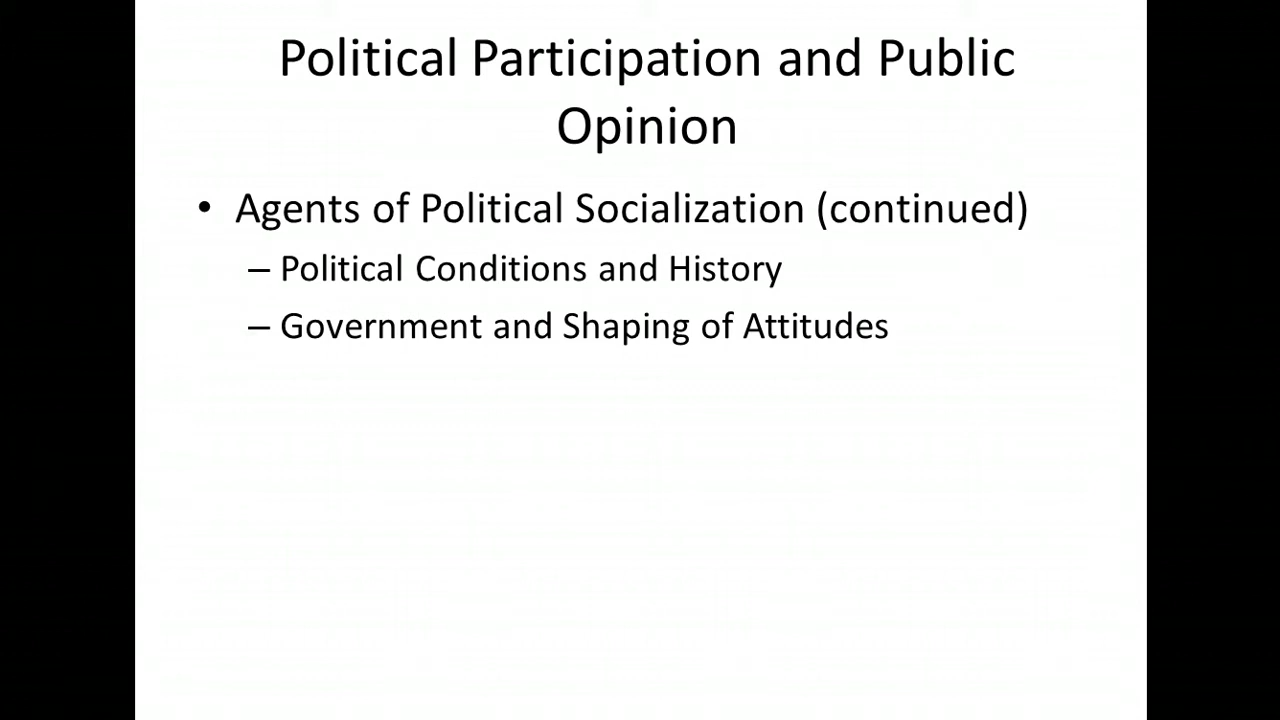 Political Participation and Public
Opinion
• Agents of Political Socialization (continued)
– Political Conditions and History
– Government and Shaping of Attitudes